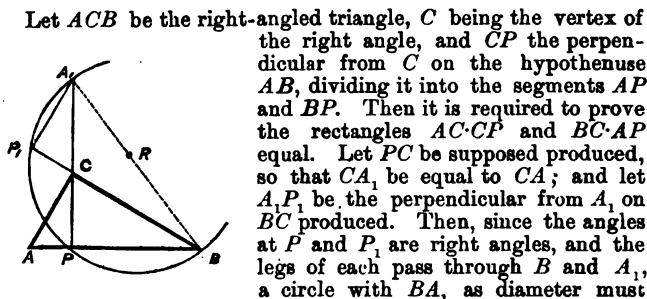 Let ACB be the right-angled triangle, C being the vertex of
the right angle, and CP the perpen-
dicular from C on the hypothenuse
AB, dividing it into the segments AP
and BP. Then it is required to prove
the rectangles AC·CP and BC·AP
equal. Let PC be supposed produced,
so that CA₁ be equal to CA; and let
A₁P₁ be the perpendicular from A₁ on
BC produced. Then, since the angles
at P and P₁ are right angles, and the
legs of each pass through B and A₁,
a circle with BA, as diameter must
A₁
P₁
R
C
A
P
B